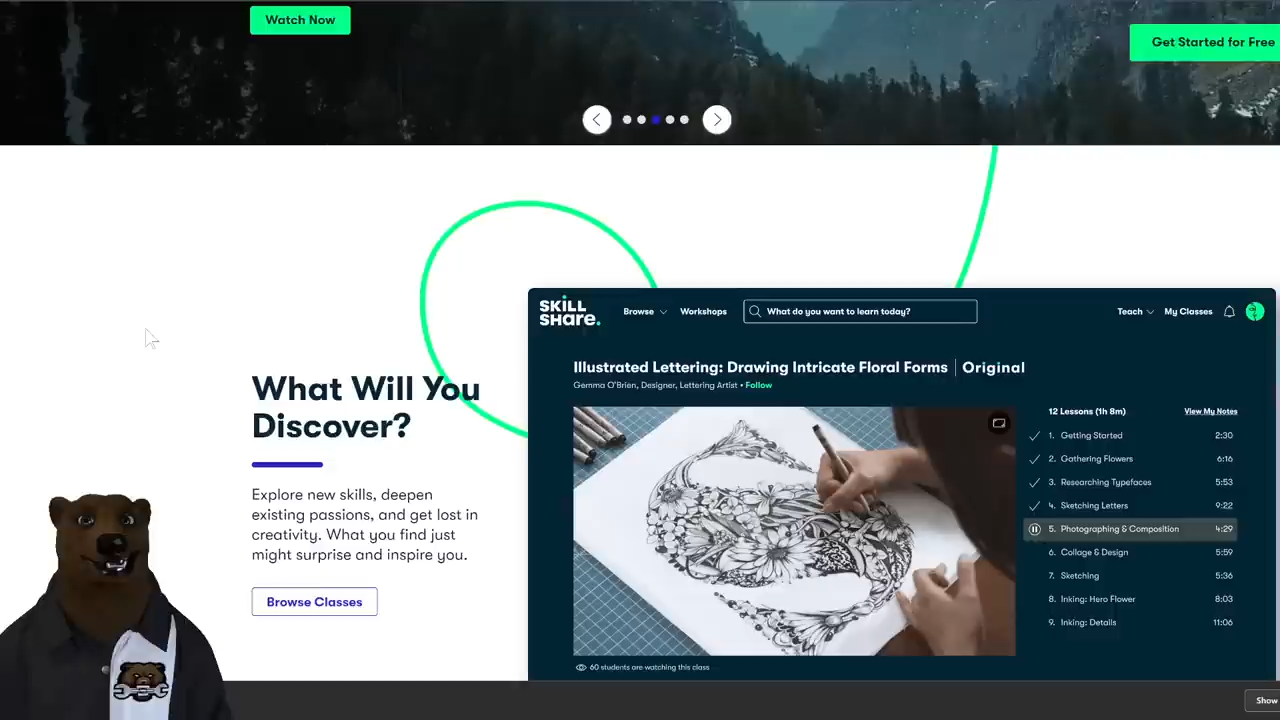 Watch Now
Get Started for Free
SKILL
SHARE.
Browse
Workshops
What do you want to learn today?
Teach
My Classes
Illustrated Lettering: Drawing Intricate Floral Forms | Original
Gemma O'Brien, Designer, Lettering Artist • Follow
12 Lessons (1h 8m)
View My Notes
1. Getting Started 2:30
2. Gathering Flowers 6:16
3. Researching Typefaces 5:53
4. Sketching Letters 9:22
5. Photographing & Composition 4:29
6. Collage & Design 5:59
7. Sketching 5:36
8. Inking: Hero Flower 8:03
9. Inking: Details 11:06
60 students are watching this class
What Will You
Discover?
Explore new skills, deepen
existing passions, and get lost in
creativity. What you find just
might surprise and inspire you.
Browse Classes
Show